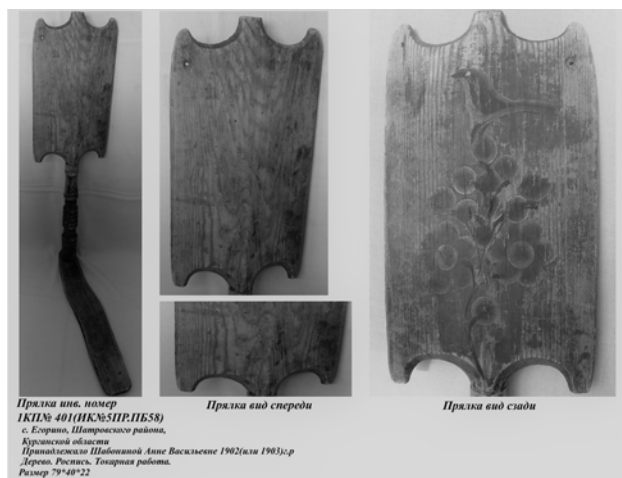 Прялка инв. номер
1КП№ 401(ИК№5ПР.ПБ58)
с. Егорино, Шатровского района,
Курганской области
Принадлежало Шабониной Анне Васильевне 1902(или 1903)г.р
Дерево. Роспись. Токарная работа.
Размер 79*40*22
Прялка вид спереди
Прялка вид сзади